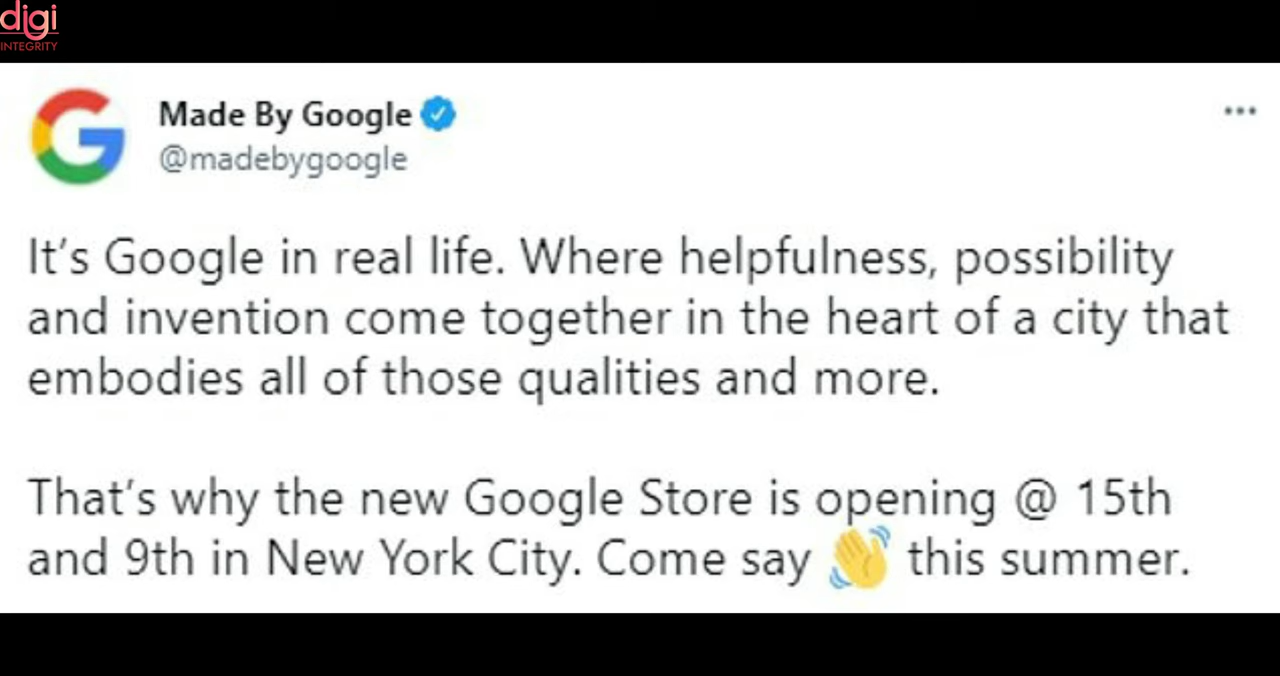 digi
INTEGRITY
Made By Google
@madebygoogle
It’s Google in real life. Where helpfulness, possibility
and invention come together in the heart of a city that
embodies all of those qualities and more.
That’s why the new Google Store is opening @ 15th
and 9th in New York City. Come say 👋 this summer.